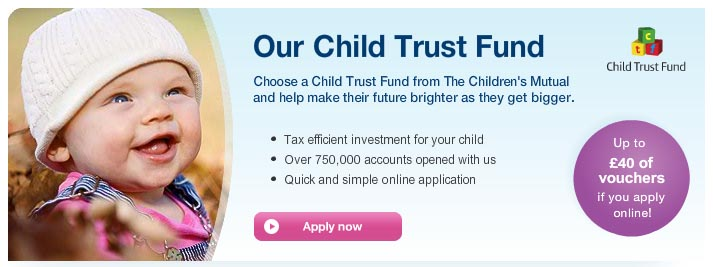 Our Child Trust Fund
Choose a Child Trust Fund from The Children's Mutual
and help make their future brighter as they get bigger.
Tax efficient investment for your child
Over 750,000 accounts opened with us
Quick and simple online application
Apply now
c
t f
Child Trust Fund
Up to
£40 of
vouchers
if you apply
online!